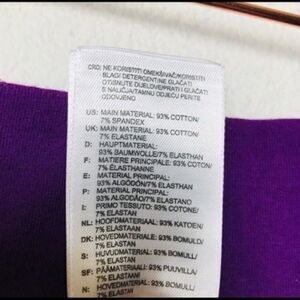 CRO: NE KORISTITI OMEKŠIVAČ/KORISTITI
BLAGI DETERGENT/NE GLAČATI
OTISNUTE DIJELOVE/PRATI I GLAČATI
S NALIČJA/TAMNU ODJEĆU PERITE
ODVOJENO
US: MAIN MATERIAL: 93% COTTON/
7% SPANDEX
UK: MAIN MATERIAL: 93% COTTON/
7% ELASTANE
D: HAUPTMATERIAL:
93% BAUMWOLLE/7% ELASTHAN
F: MATIERE PRINCIPALE: 93% COTON/
7% ELASTHANNE
E: MATERIAL PRINCIPAL:
93% ALGODÓN/7% ELASTANO
P: MATERIAL PRINCIPAL:
93% ALGODÃO/7% ELASTANO
I: PRIMO TESSUTO: 93% COTONE/
7% ELASTAN
NL: HOOFDMATERIAAL: 93% KATOEN/
7% ELASTAAN
DK: HOVEDMATERIALE: 93% BOMULD/
7% ELASTAN
S: HUVUDMATERIAL: 93% BOMULL/
7% ELASTAN
SF: PÄÄMATERIAALI: 93% PUUVILLA/
7% ELASTAANI
N: HOVEDMATERIALE: 93% BOMULL/